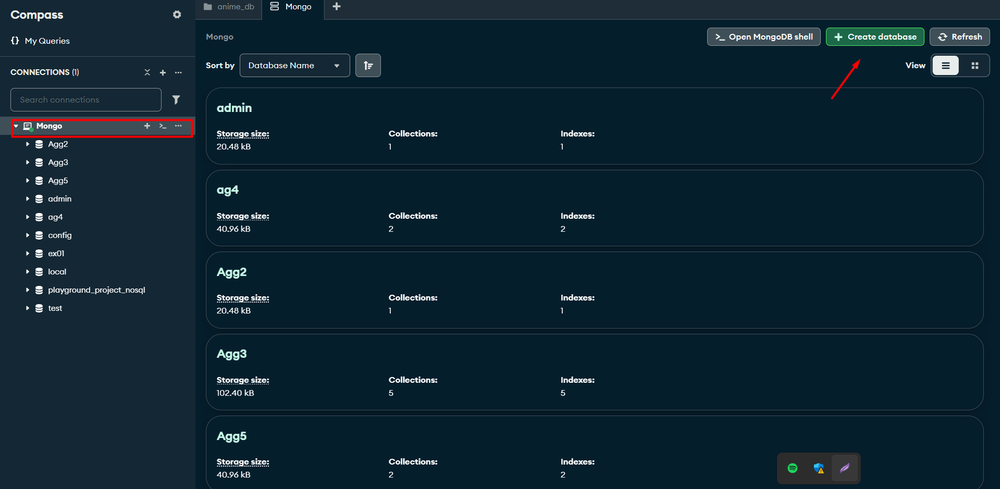 Compass
{} My Queries
CONNECTIONS (1)
Search connections
Mongo
Agg2
Agg3
Agg5
admin
ag4
config
ex01
local
playground_project_nosql
test
anime_db
Mongo
Mongo
Open MongoDB shell
Create database
Refresh
Sort by
Database Name
View
admin
Storage size: Collections: Indexes:
20.48 kB 1 1
ag4
Storage size: Collections: Indexes:
40.96 kB 2 2
Agg2
Storage size: Collections: Indexes:
20.48 kB 1 1
Agg3
Storage size: Collections: Indexes:
102.40 kB 5 5
Agg5
Storage size: Collections: Indexes:
40.96 kB 2 2